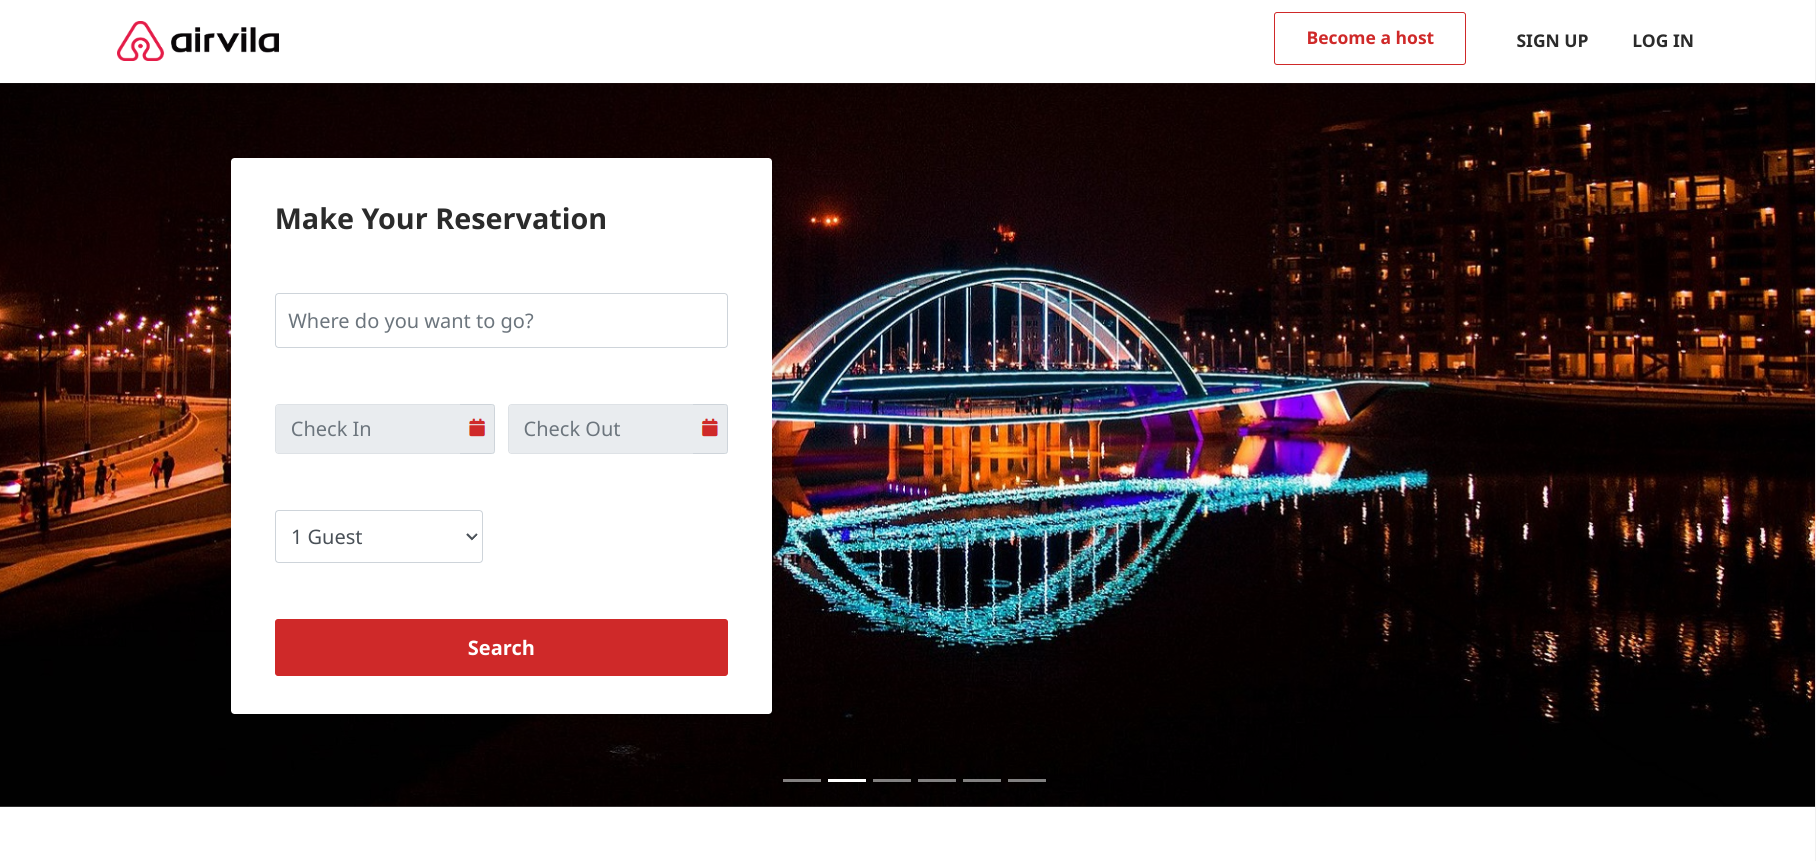 airvila
Become a host
SIGN UP
LOG IN
Make Your Reservation
Where do you want to go?
Check In
Check Out
1 Guest
Search